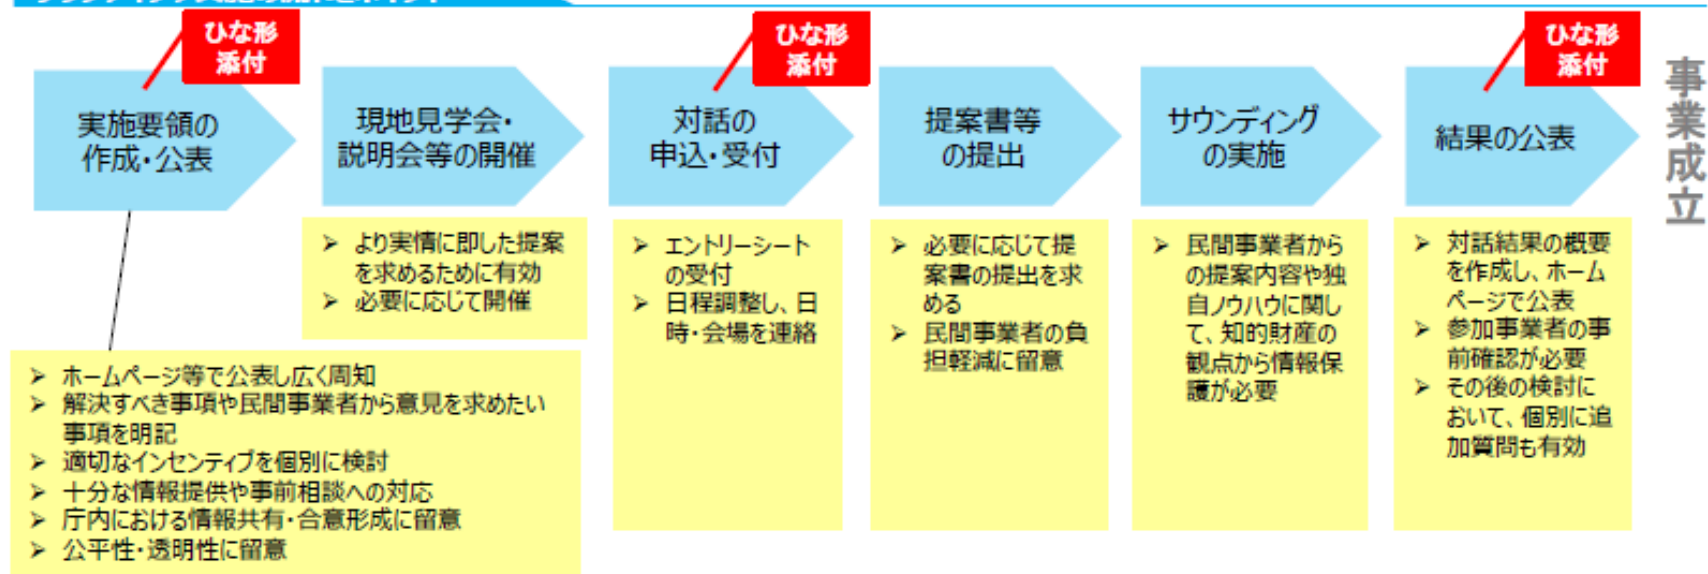 ひな形
添付
ひな形
添付
ひな形
添付
実施要領の
作成・公表
現地見学会・
説明会等の開催
対話の
申込・受付
提案書等
の提出
サウンディング
の実施
結果の公表
事業成立
➢ ホームページ等で公表し広く周知
➢ 解決すべき事項や民間事業者から意見を求めたい
事項を明記
➢ 適切なインセンティブを個別に検討
➢ 十分な情報提供や事前相談への対応
➢ 庁内における情報共有・合意形成に留意
➢ 公平性・透明性に留意
➢ より実情に即した提案
を求めるために有効
➢ 必要に応じて開催
➢ エントリーシート
の受付
➢ 日程調整し、日
時・会場を連絡
➢ 必要に応じて提
案書の提出を求
める
➢ 民間事業者の負
担軽減に留意
➢ 民間事業者から
の提案内容や独
自ノウハウに関し
て、知的財産の
観点から情報保
護が必要
➢ 対話結果の概要
を作成し、ホーム
ページで公表
➢ 参加事業者の事
前確認が必要
➢ その後の検討に
おいて、個別に追
加質問も有効